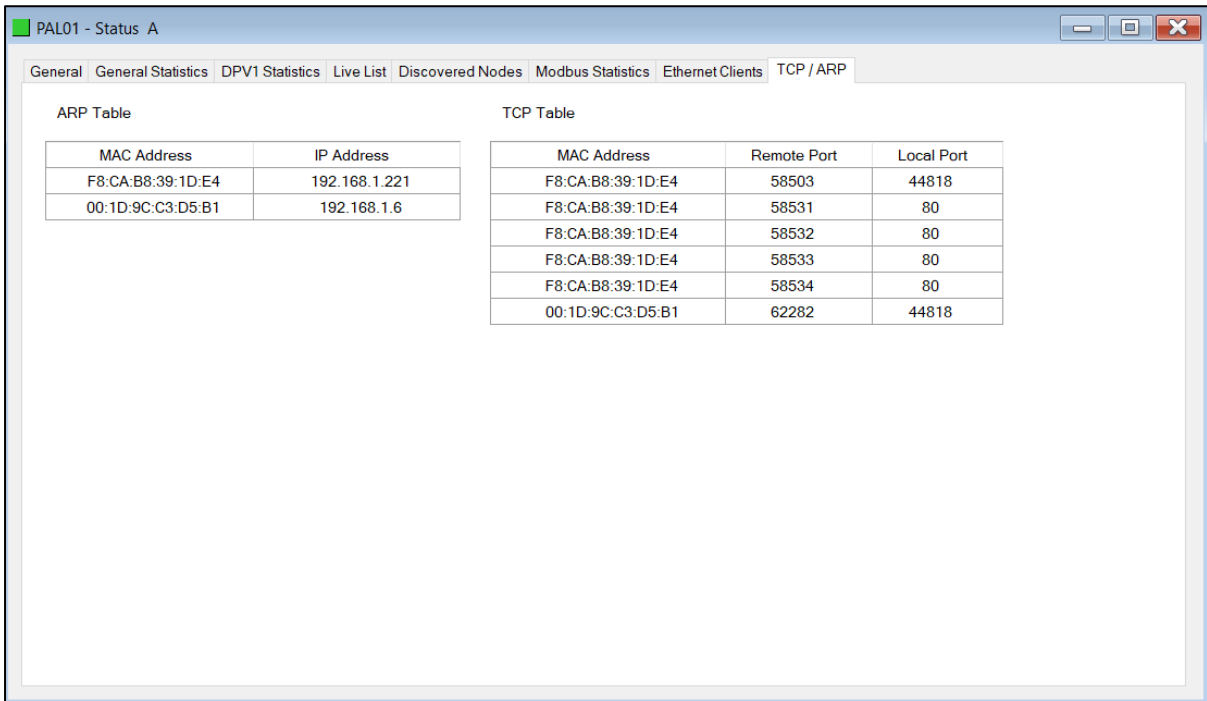 PAL01 - Status A
General General Statistics DPV1 Statistics Live List Discovered Nodes Modbus Statistics Ethernet Clients TCP / ARP
ARP Table
MAC Address IP Address
F8:CA:B8:39:1D:E4 192.168.1.221
00:1D:9C:C3:D5:B1 192.168.1.6
TCP Table
MAC Address Remote Port Local Port
F8:CA:B8:39:1D:E4 58503 44818
F8:CA:B8:39:1D:E4 58531 80
F8:CA:B8:39:1D:E4 58532 80
F8:CA:B8:39:1D:E4 58533 80
F8:CA:B8:39:1D:E4 58534 80
00:1D:9C:C3:D5:B1 62282 44818